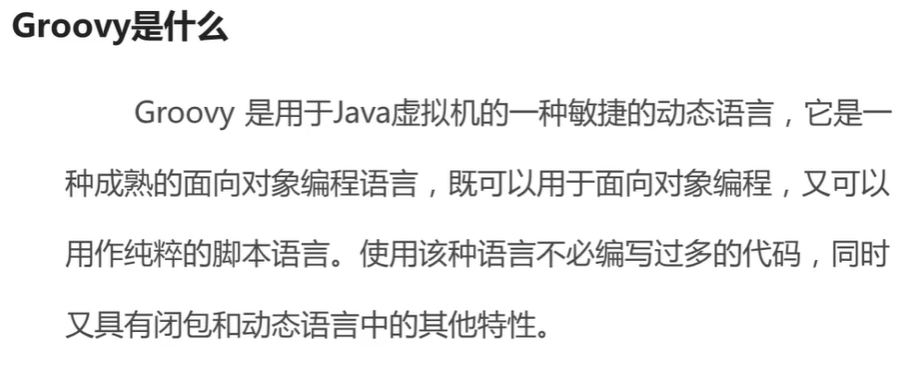 Groovy是什么
Groovy 是用于Java虚拟机的一种敏捷的动态语言，它是一
种成熟的面向对象编程语言，既可以用于面向对象编程，又可以
用作纯粹的脚本语言。使用该种语言不必编写过多的代码，同时
又具有闭包和动态语言中的其他特性。